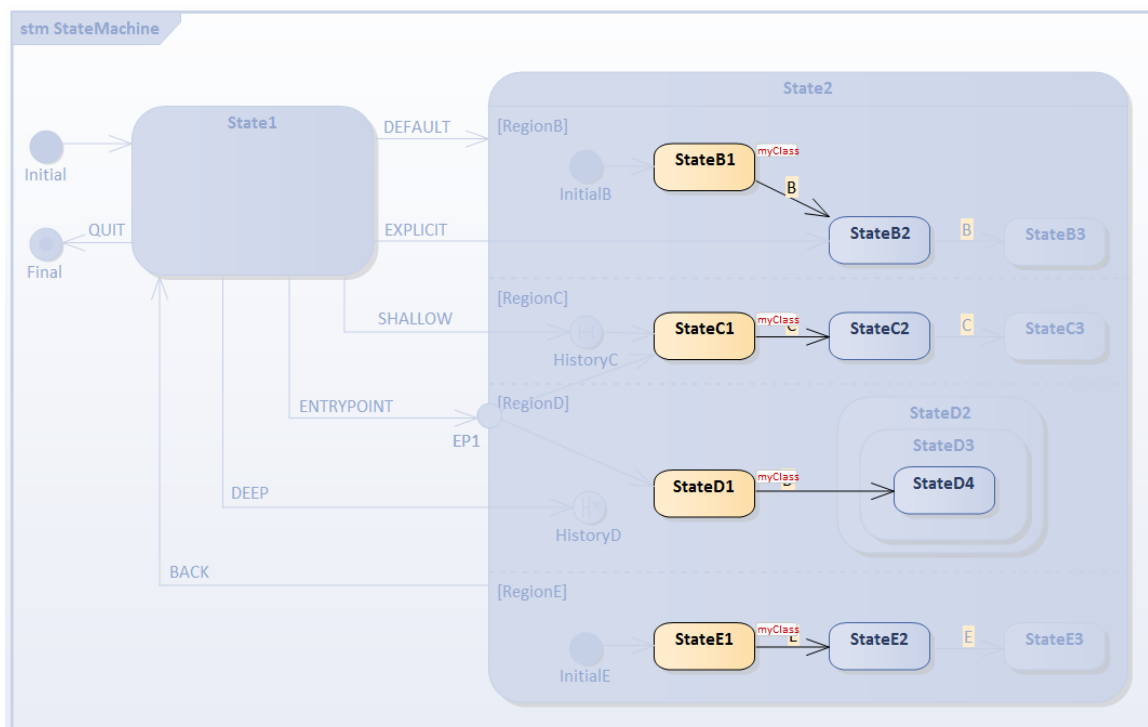 stm StateMachine
State2
State1
DEFAULT
[RegionB]
Initial
InitialB
StateB1
myClass
B
QUIT
Final
EXPLICIT
StateB2
B
StateB3
[RegionC]
SHALLOW
HistoryC
StateC1
myClass
StateC2
C
StateC3
ENTRYPOINT
EP1
[RegionD]
StateD2
StateD3
StateD1
myClass
StateD4
DEEP
HistoryD
BACK
[RegionE]
InitialE
StateE1
myClass
StateE2
E
StateE3